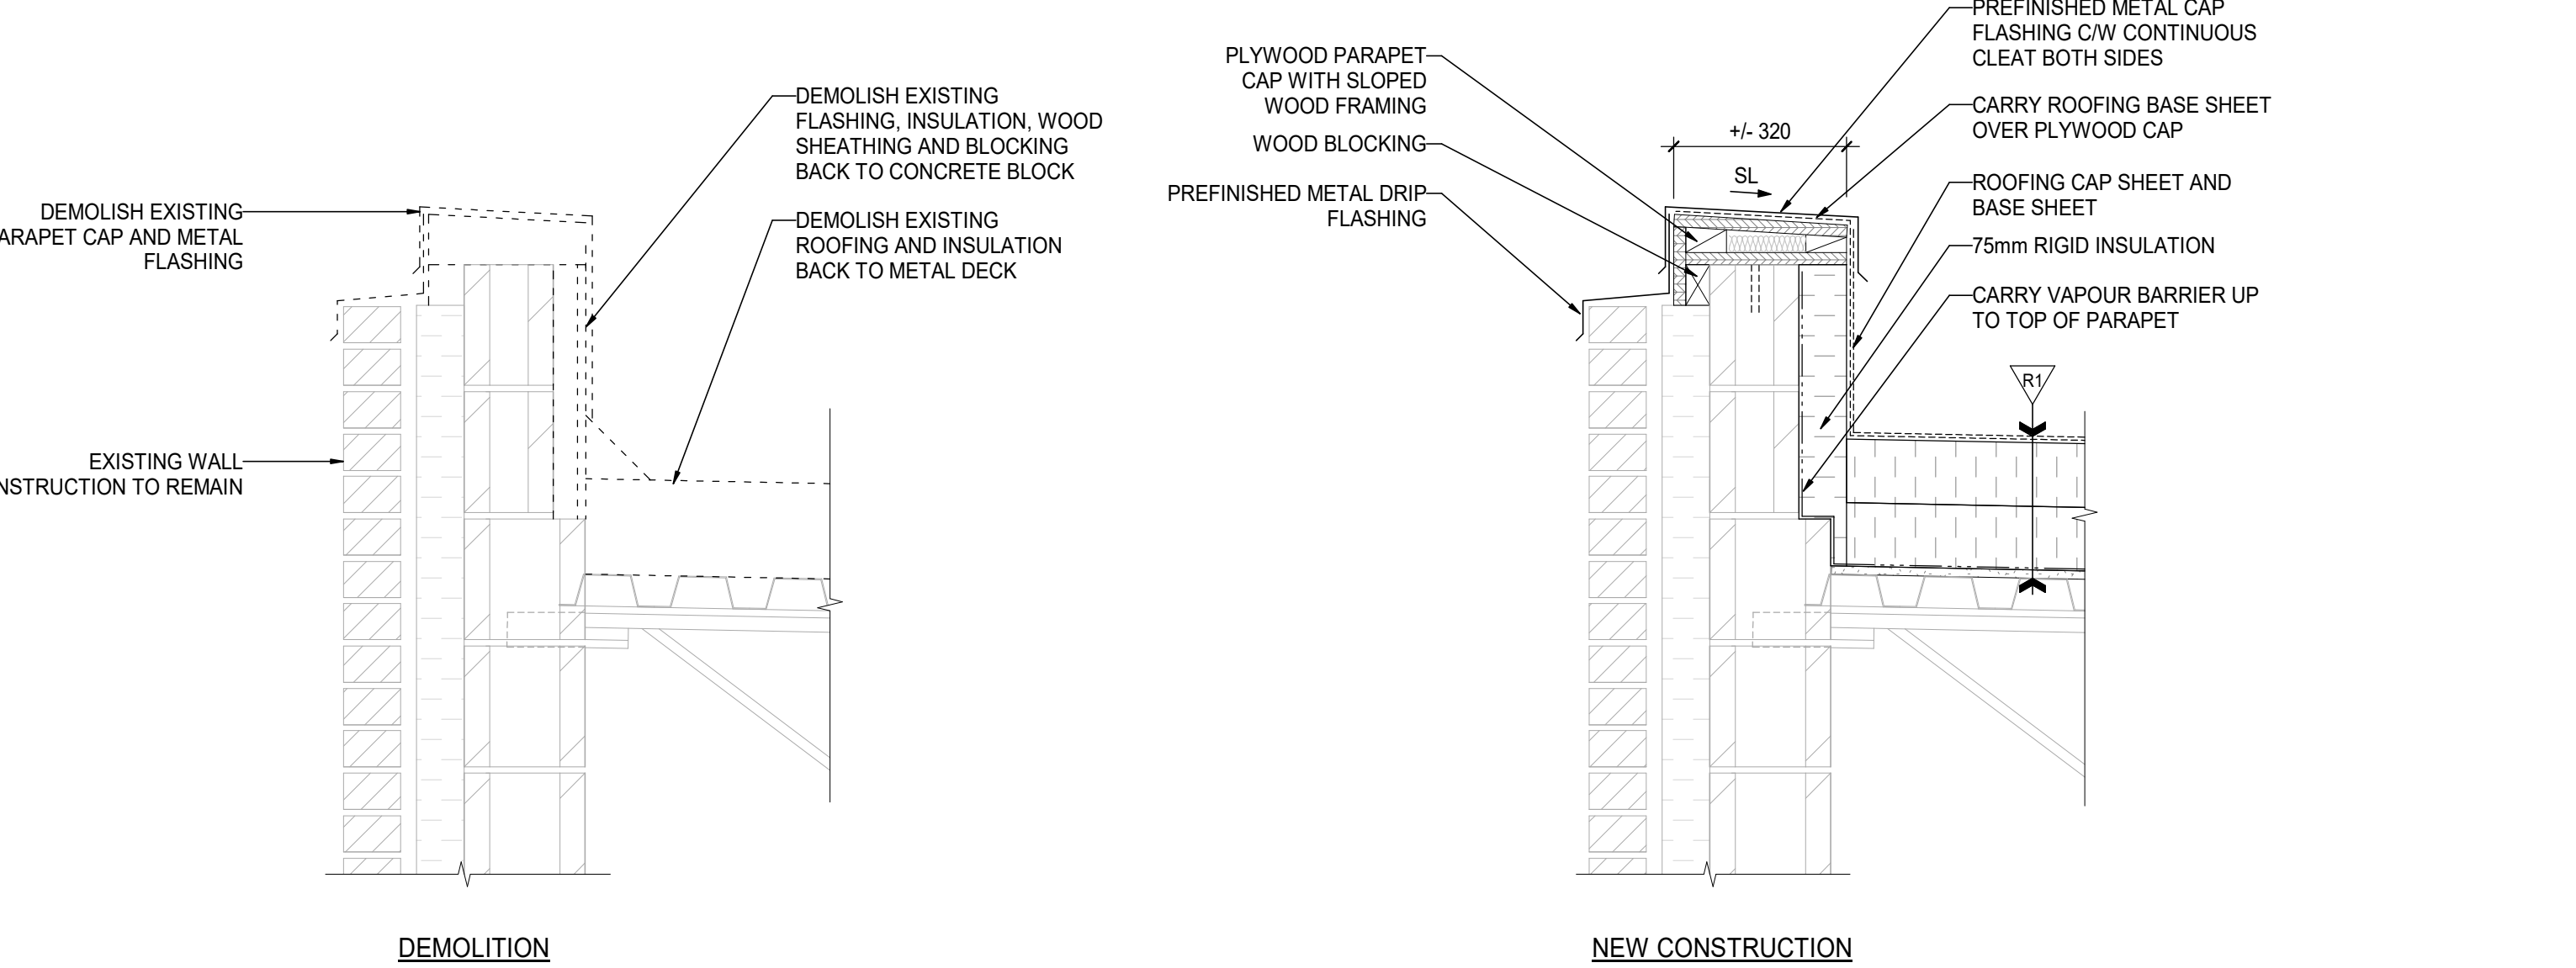 DEMOLISH EXISTING
PARAPET CAP AND METAL
FLASHING
EXISTING WALL
TO REMAIN
DEMOLISH EXISTING
FLASHING, INSULATION, WOOD
SHEATHING AND BLOCKING
BACK TO CONCRETE BLOCK
DEMOLISH EXISTING
ROOFING AND INSULATION
BACK TO METAL DECK
DEMOLITION
PLYWOOD PARAPET
CAP WITH SLOPED
WOOD FRAMING
WOOD BLOCKING
PREFINISHED METAL DRIP
FLASHING
+/- 320
SL
PREFINISHED METAL CAP
FLASHING C/W CONTINUOUS
CLEAT BOTH SIDES
CARRY ROOFING BASE SHEET
OVER PLYWOOD CAP
ROOFING CAP SHEET AND
BASE SHEET
75mm RIGID INSULATION
CARRY VAPOUR BARRIER UP
TO TOP OF PARAPET
R1
NEW CONSTRUCTION